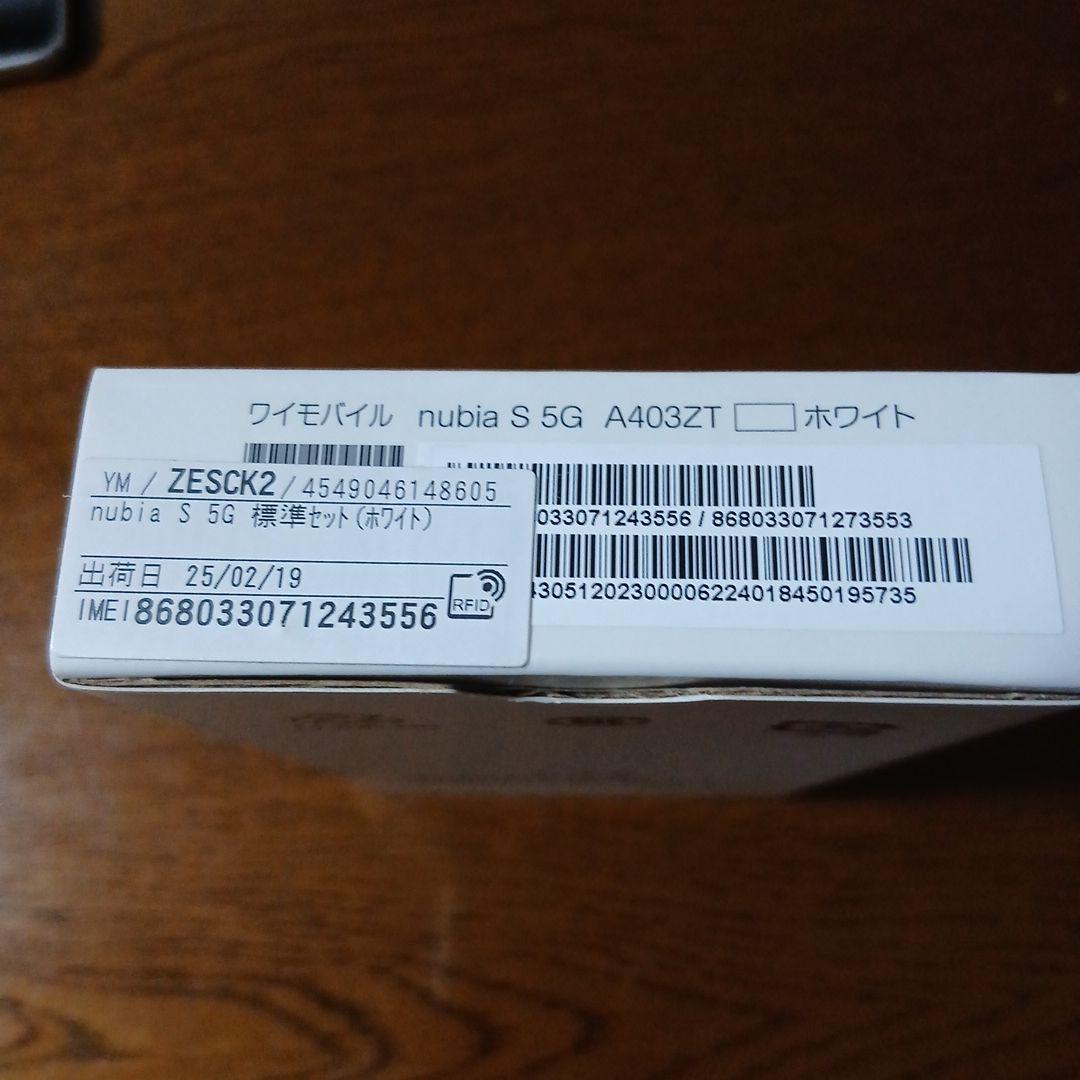 ワイモバイル nubia S 5G A403ZT ホワイト
YM / ZESCK2 / 4549046148605
nubia S 5G 標準セット(ホワイト)
出荷日 25/02/19
IMEI 868033071243556
RFID
033071243556 / 868033071273553
43051202300006224018450195735